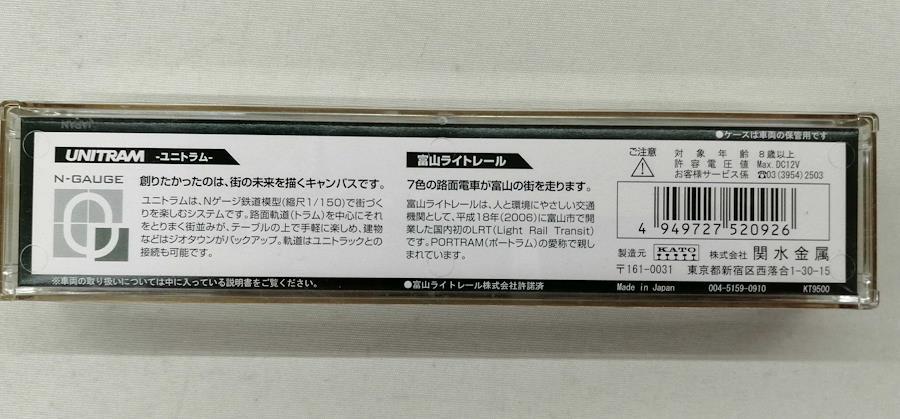 ●ケースは車両の保管用です
UNITRAM -ユニトラム-
N-GAUGE
創りたかったのは、街の未来を描くキャンバスです。
ユニトラムは、Nゲージ鉄道模型(縮尺1/150)で街づく
りを楽しむシステムです。路面軌道(トラム)を中心にそれ
をとりまく街並みが、テーブルの上で手軽に楽しめ、建物
などはジオタウンがバックアップ。軌道はユニトラックとの
接続も可能です。
富山ライトレール
7色の路面電車が富山の街を走ります。
富山ライトレールは、人と環境にやさしい交通
機関として、平成18年(2006)に富山市で開
業した国内初のLRT(Light Rail Transit)
です。PORTRAM(ポートラム)の愛称で親し
まれています。
ご注意
対象年齢 8歳以上
許容電圧値 Max.DC12V
お客様サービス係 ☎03(3954)2503
4 949727 520926
製造元 KATO 株式会社 関水金属
〒161-0031 東京都新宿区西落合1-30-15
※車両の取り扱いについては中に入っている説明書をご覧ください。
●富山ライトレール株式会社許諾済
Made in Japan 004-5159-0910 KT9500